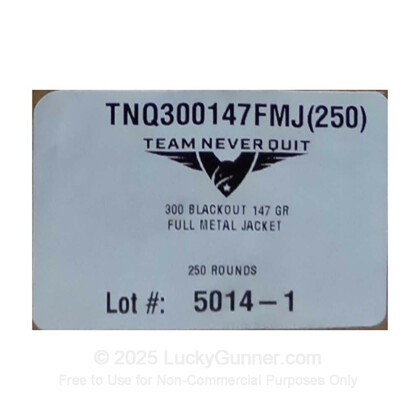 TNQ300147FMJ(250)
TEAM NEVER QUIT
300 BLACKOUT 147 GR
FULL METAL JACKET
250 ROUNDS
Lot #: 5014-1
© 2025 LuckyGunner.com
Free to Use for Non-Commercial Purposes Only